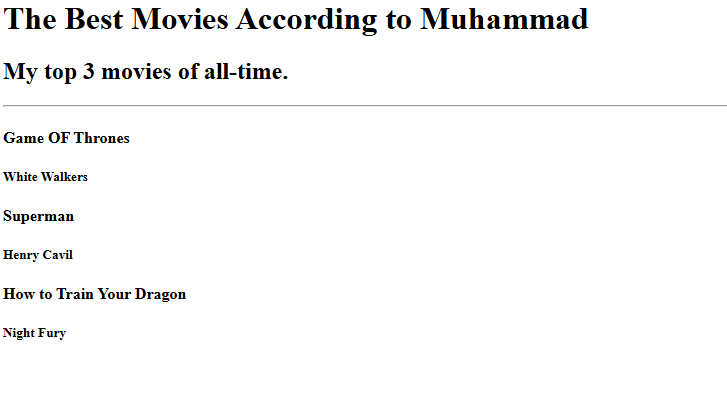 The Best Movies According to Muhammad
My top 3 movies of all-time.
Game OF Thrones
White Walkers
Superman
Henry Cavil
How to Train Your Dragon
Night Fury